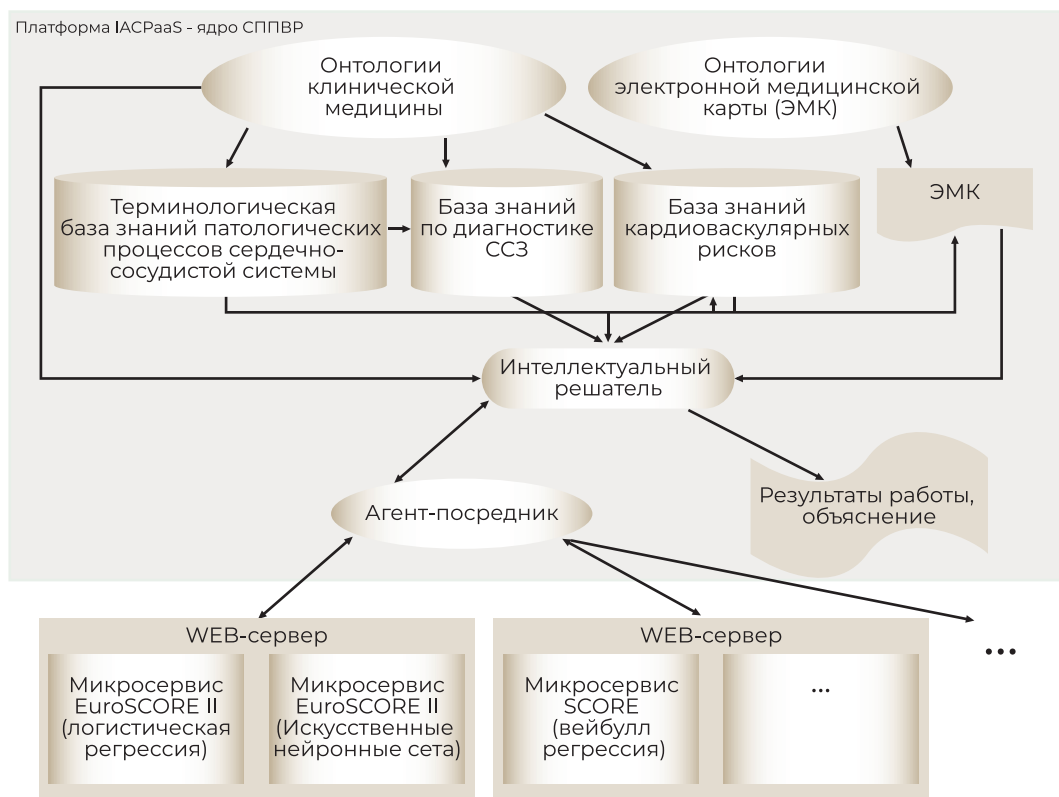 Платформа IACPaaS - ядро СППВР
Онтологии
клинической
медицины
Онтологии
электронной медицинской
карты (ЭМК)
Терминологическая
база знаний патологических
процессов сердечно-
сосудистой системы
База знаний
по диагностике
ССЗ
База знаний
кардиоваскулярных
рисков
ЭМК
Интеллектуальный
решатель
Агент-посредник
Результаты работы,
объяснение
WEB-сервер
Микросервис
EuroSCORE II
(логистическая
регрессия)
Микросервис
EuroSCORE II
(Искусственные
нейронные сета)
WEB-сервер
Микросервис
SCORE
(вейбулл
регрессия)
...
...